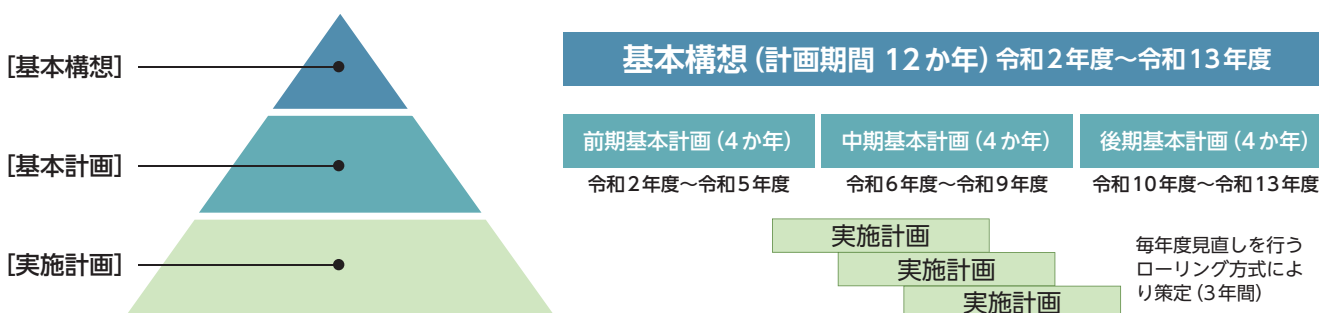 [基本構想]
[基本計画]
[実施計画]
基本構想(計画期間 12か年)令和2年度～令和13年度
前期基本計画(4か年)
中期基本計画(4か年)
後期基本計画(4か年)
令和2年度～令和5年度
令和6年度～令和9年度
令和10年度～令和13年度
実施計画
実施計画
実施計画
毎年度見直しを行う
ローリング方式によ
り策定(3年間)